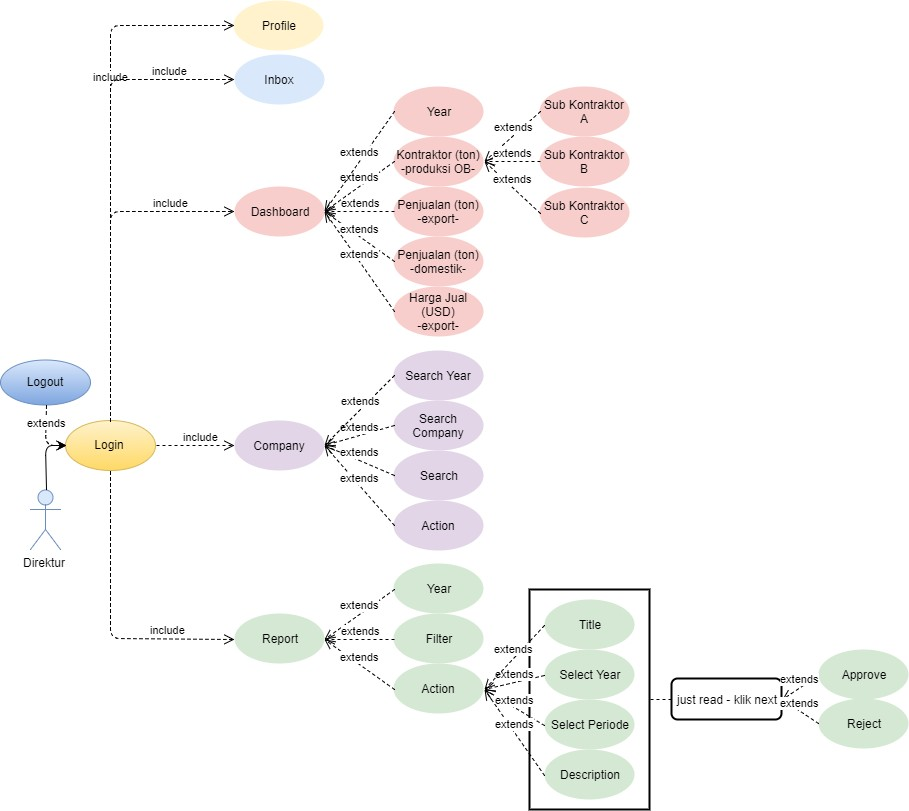 Profile
include
include
Inbox
Year
Sub Kontraktor
A
extends
extends
Kontraktor (ton)
-produksi OB-
extends
Sub Kontraktor
B
extends
extends
include
Dashboard
extends
Penjualan (ton)
-export-
Sub Kontraktor
C
extends
Penjualan (ton)
-domestik-
extends
Harga Jual
(USD)
-export-
Logout
extends
Login
include
Company
Search Year
extends
Search
Company
extends
extends
Search
extends
Action
Direktur
include
Report
Year
extends
Filter
extends
extends
Action
Title
extends
Select Year
extends
extends
Select Periode
extends
Description
just read - klik next
Approve
extends
extends
Reject